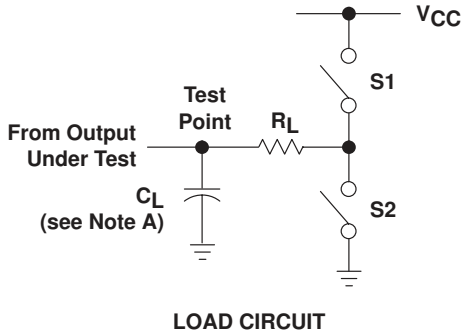 VCC
S1
Test
Point
RL
From Output
Under Test
CL
(see Note A)
S2
LOAD CIRCUIT